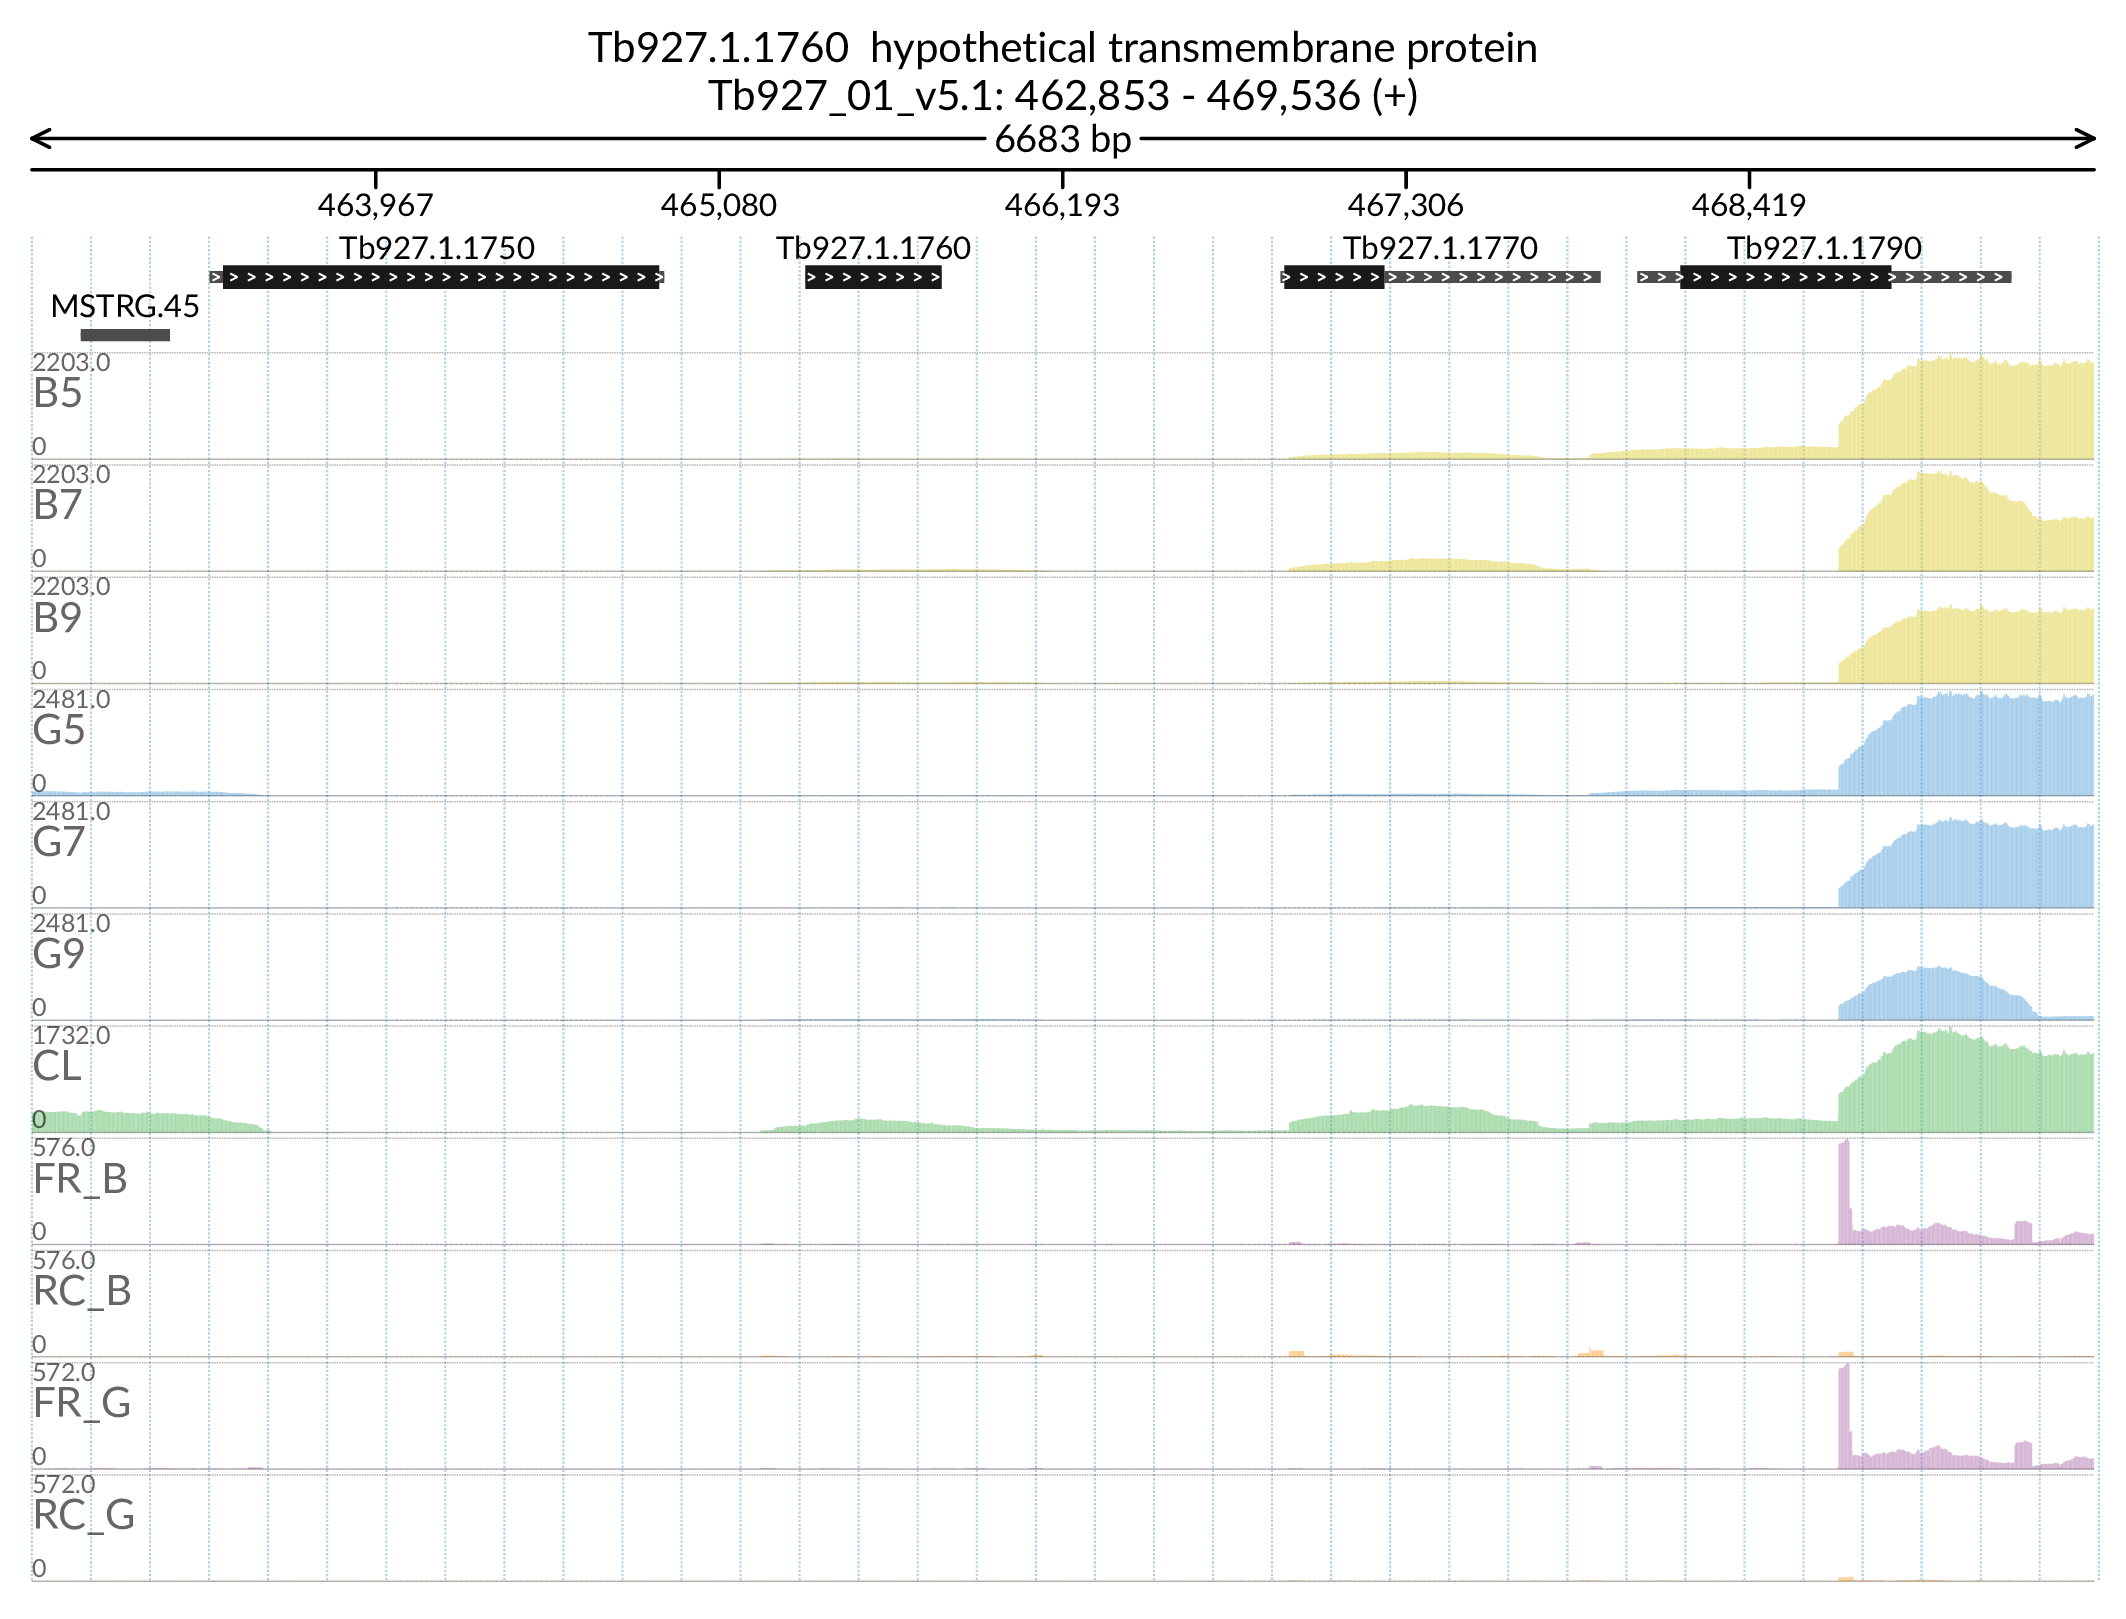 Tb927.1.1760 hypothetical transmembrane protein
Tb927_01_v5.1: 462,853 - 469,536 (+)
6683 bp
463,967 465,080 466,193 467,306 468,419
Tb927.1.1750 Tb927.1.1760 Tb927.1.1770 Tb927.1.1790
MSTRG.45
2203.0
B5
0
2203.0
B7
0
2203.0
B9
0
2481.0
G5
0
2481.0
G7
0
2481.0
G9
0
1732.0
CL
0
576.0
FR_B
0
576.0
RC_B
0
572.0
FR_G
0
572.0
RC_G
0